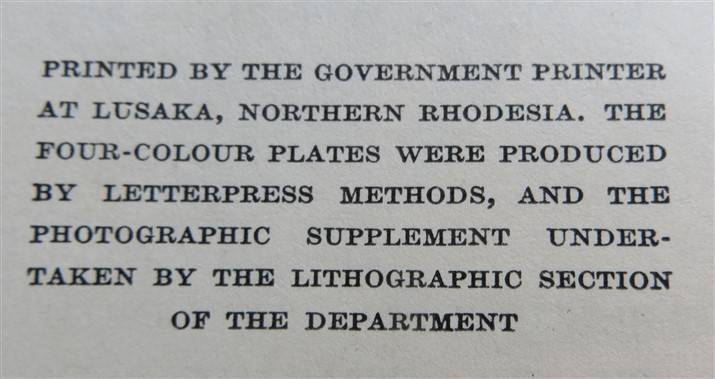 PRINTED BY THE GOVERNMENT PRINTER
AT LUSAKA, NORTHERN RHODESIA. THE
FOUR-COLOUR PLATES WERE PRODUCED
BY LETTERPRESS METHODS, AND THE
PHOTOGRAPHIC SUPPLEMENT UNDER-
TAKEN BY THE LITHOGRAPHIC SECTION
OF THE DEPARTMENT